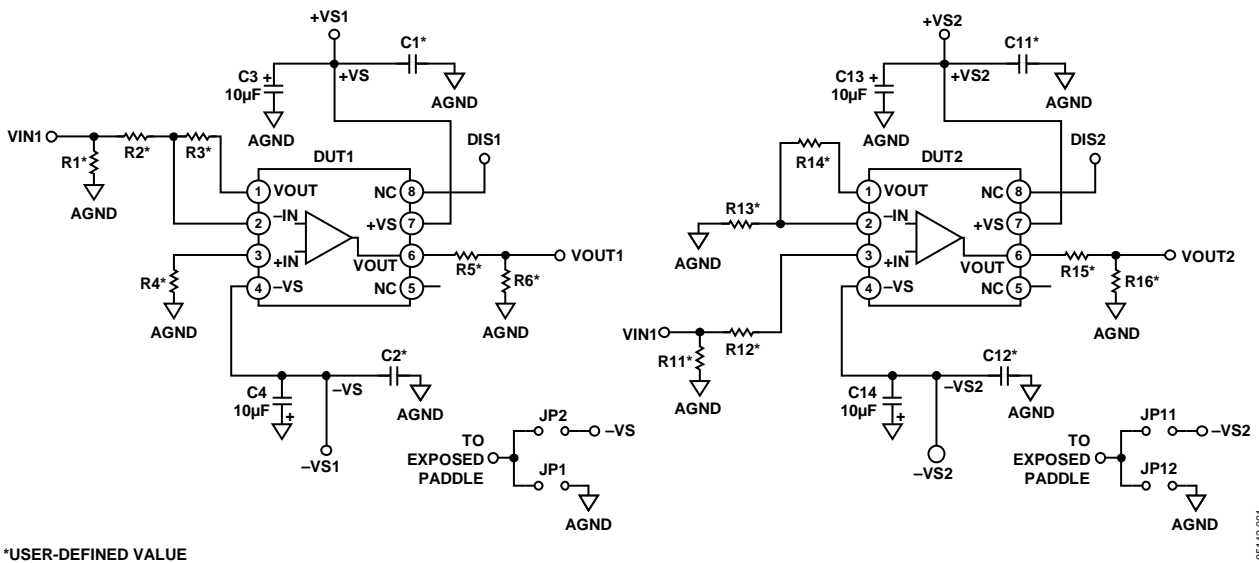 +VS1
C1*
C3 +
10µF
+VS
AGND
AGND
VIN1
R1*
R2*
R3*
AGND
DUT1
DIS1
1
VOUT
NC
8
2
–IN
+VS
7
3
+IN
VOUT
6
4
–VS
NC
5
R4*
AGND
R5*
VOUT1
R6*
AGND
C2*
–VS
AGND
C4
10µF
+
–VS1
TO
EXPOSED
PADDLE
JP2
–VS
JP1
AGND
+VS2
C11*
C13 +
10µF
+VS2
AGND
AGND
R14*
DUT2
DIS2
1
VOUT
NC
8
R13*
AGND
2
–IN
+VS
7
3
+IN
VOUT
6
4
–VS
NC
5
R15*
VOUT2
R16*
AGND
VIN1
R11*
R12*
AGND
C12*
–VS2
AGND
C14
10µF
+
–VS2
TO
EXPOSED
PADDLE
JP11
–VS2
JP12
AGND
*USER-DEFINED VALUE